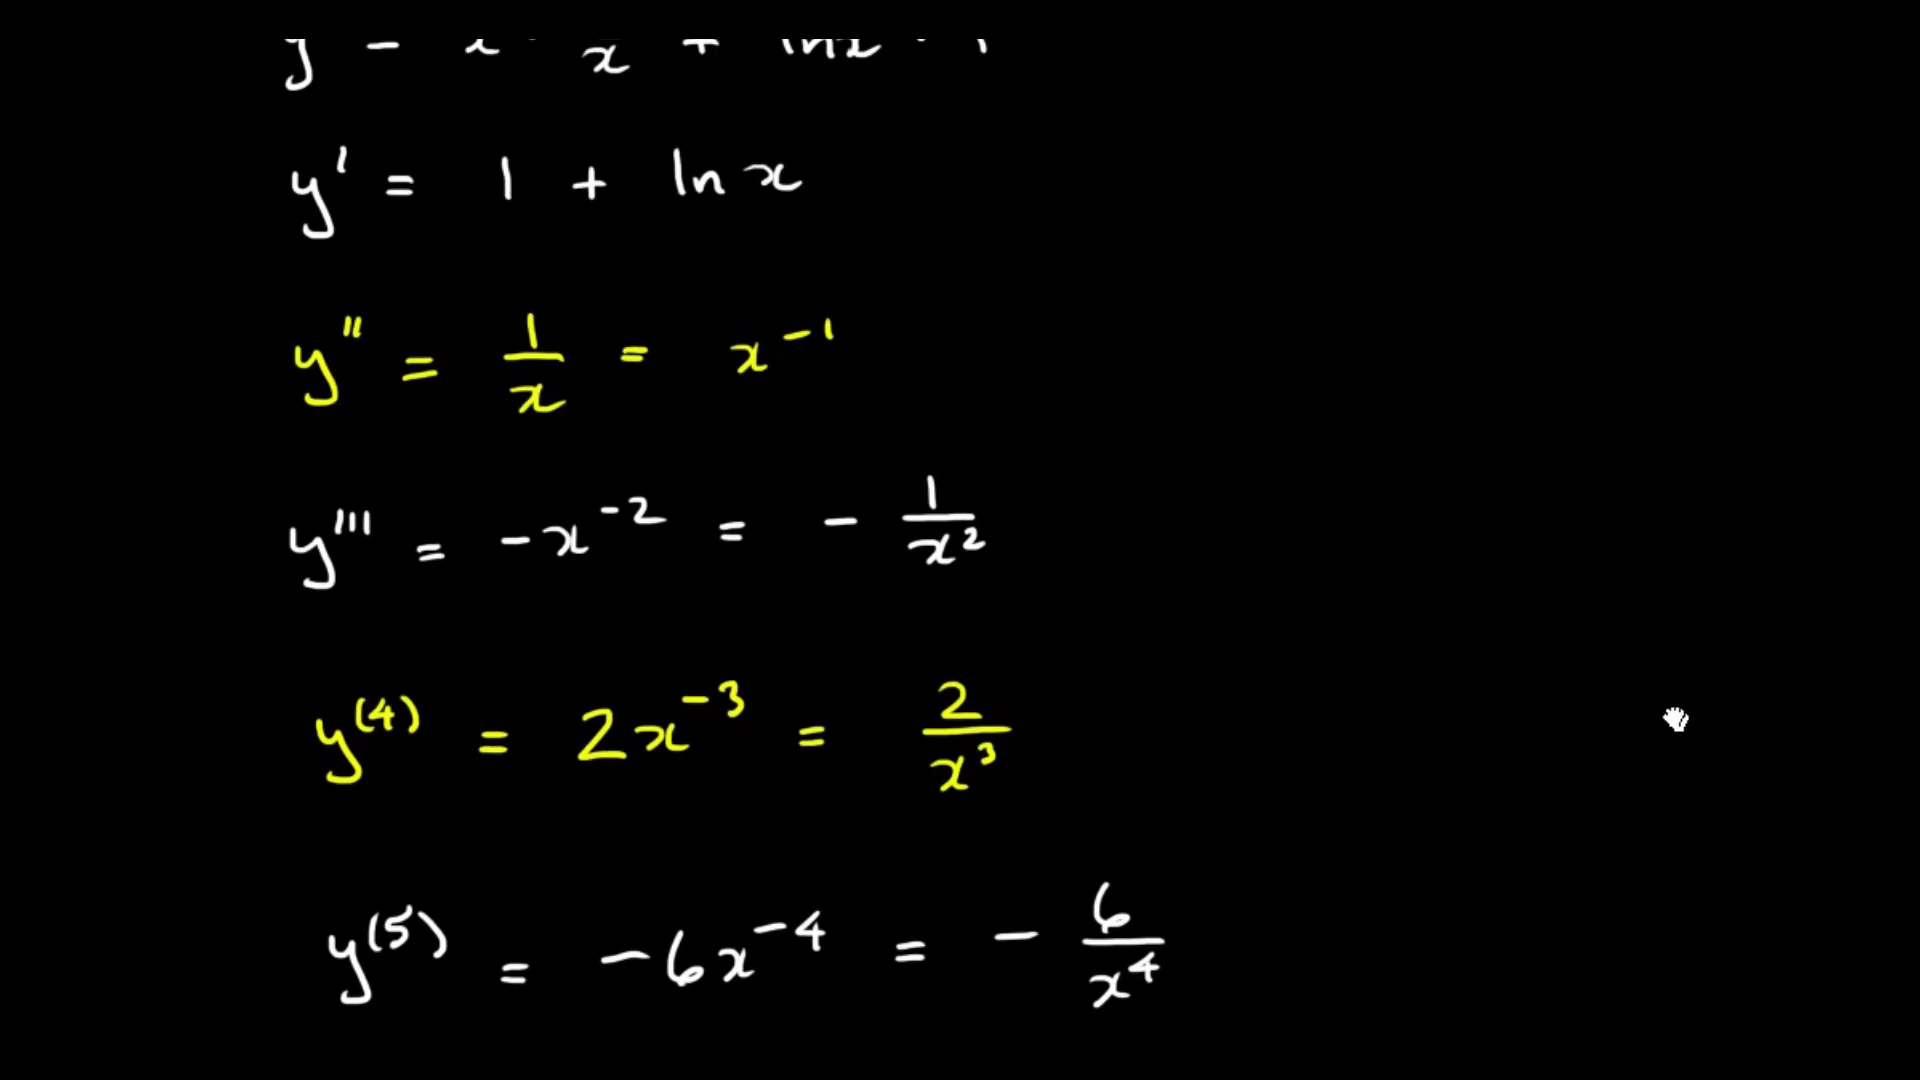 y' = 1 + ln x
y'' = 1/x = x^-1
y''' = -x^-2 = - 1/x^2
y^(4) = 2x^-3 = 2/x^3
y^(5) = -6x^-4 = - 6/x^4